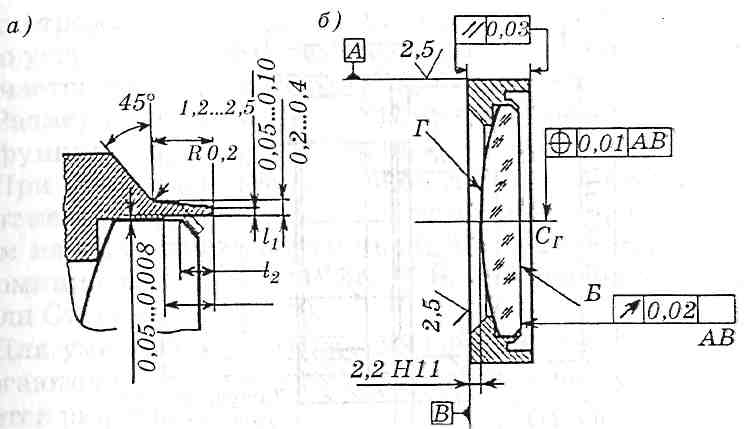 а)
45°
1,2...2,5
R 0,2
0,05...0,10
0,2...0,4
l₁
l₂
0,05...0,008
б)
A
2,5
// 0,03
Г
⌖ 0,01 AB
Cг
Б
↗ 0,02
AB
2,5
2,2 H11
B